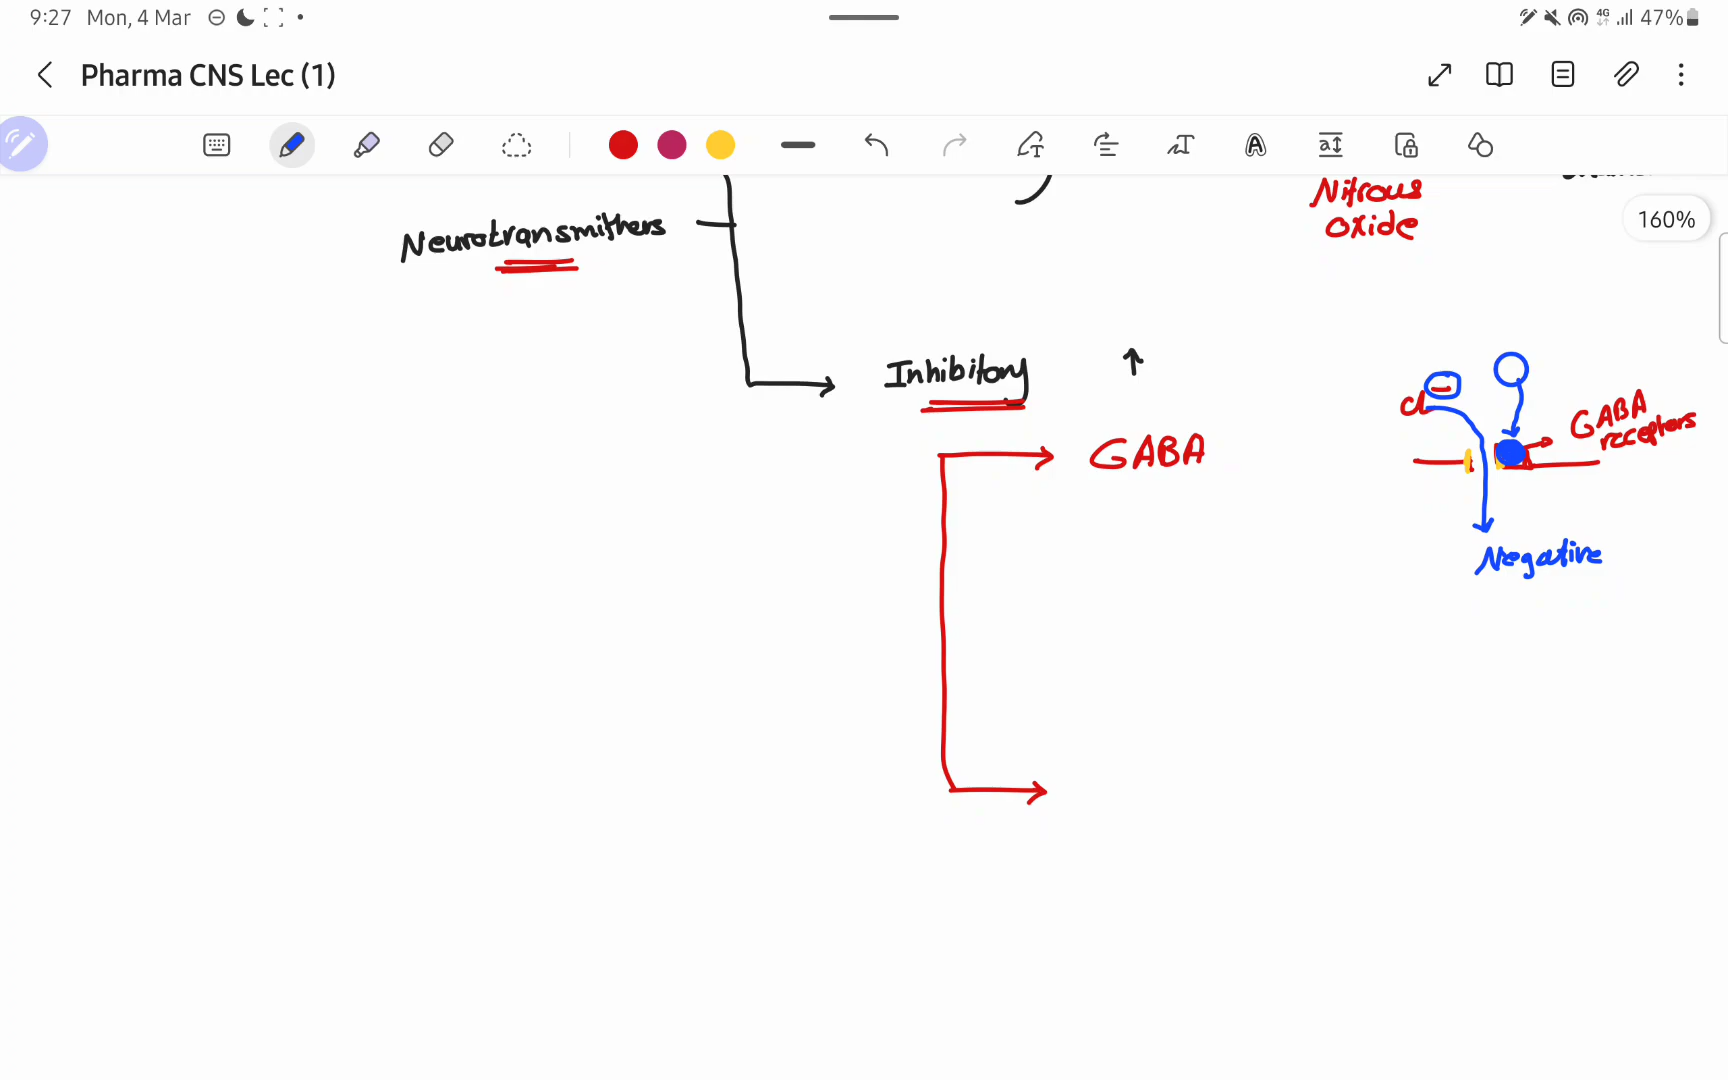 9:27 Mon, 4 Mar
4G 47%
Pharma CNS Lec (1)
160%
Nitrous
oxide
Neurotransmitters
Inhibitory ↑
GABA
cl
GABA
receptors
Negative